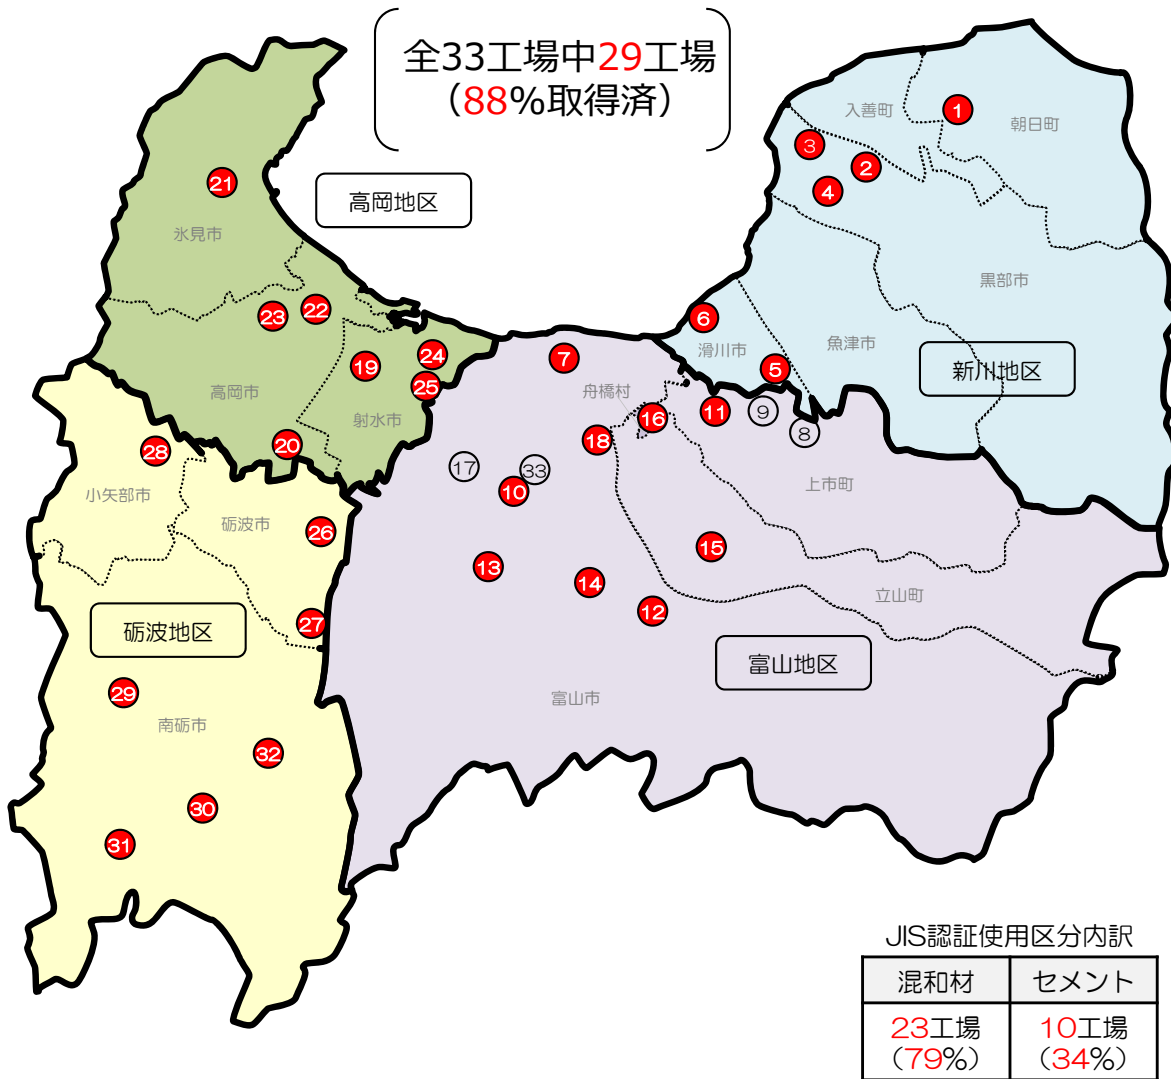 全33工場中29工場
（88%取得済）
入善町
1
朝日町
3
2
4
21
高岡地区
氷見市
黒部市
22
23
6
滑川市
魚津市
新川地区
24
7
19
5
25
高岡市
射水市
舟橋村
16
11
9
8
20
18
28
17
33
10
上市町
小矢部市
砺波市
26
15
13
14
12
立山町
27
砺波地区
富山地区
29
富山市
南砺市
32
30
31
JIS認証使用区分内訳
混和材 セメント
23工場 10工場
（79%） （34%）